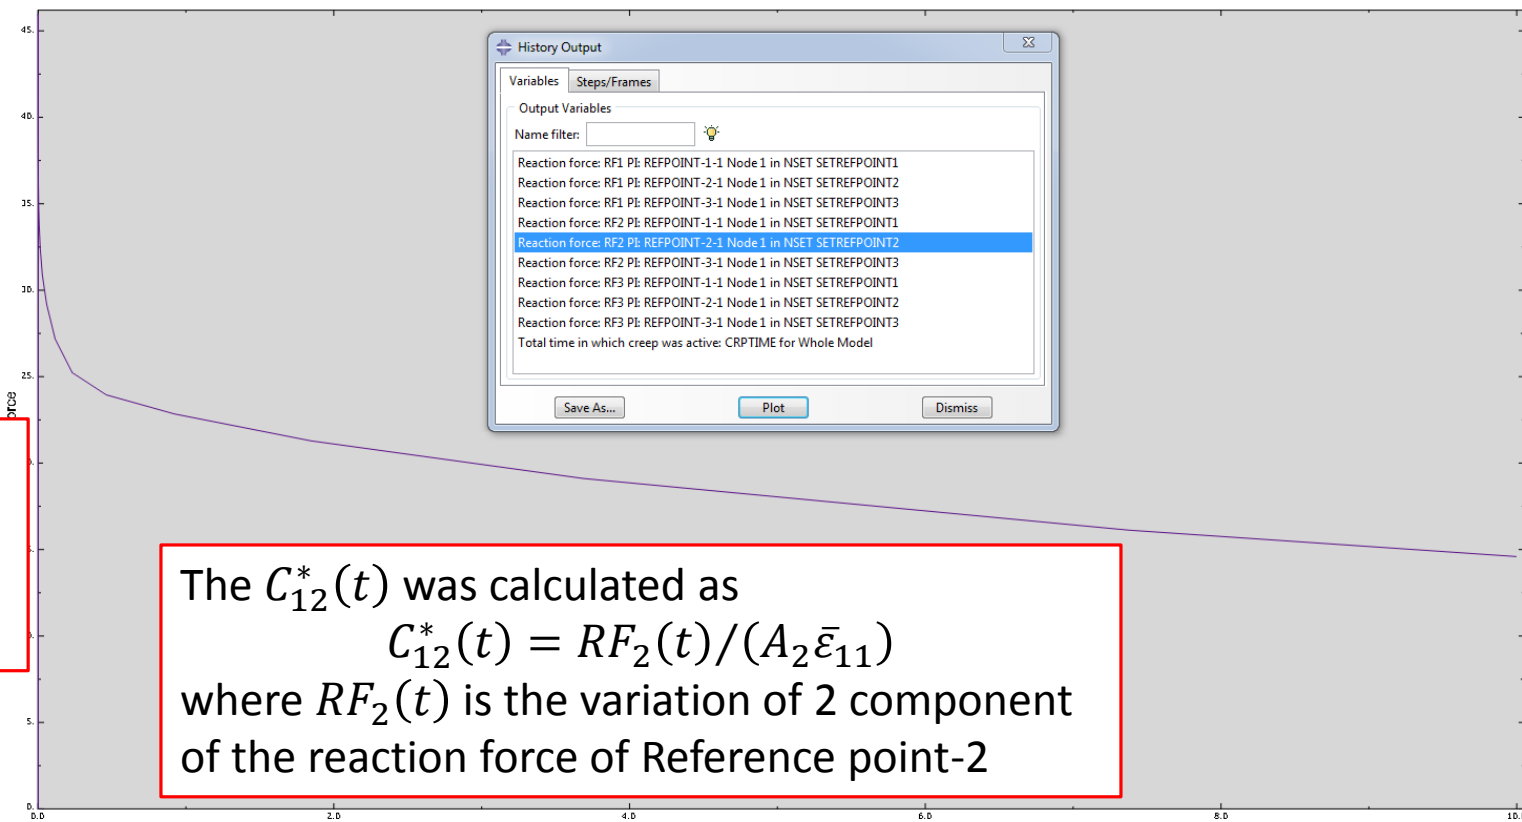 45.
40.
35.
30.
25.
5.
0.
0.0
2.0
4.0
6.0
8.0
10.
History Output
Variables
Steps/Frames
Output Variables
Name filter:
Reaction force: RF1 PI: REFPOINT-1-1 Node 1 in NSET SETREFPOINT1
Reaction force: RF1 PI: REFPOINT-2-1 Node 1 in NSET SETREFPOINT2
Reaction force: RF1 PI: REFPOINT-3-1 Node 1 in NSET SETREFPOINT3
Reaction force: RF2 PI: REFPOINT-1-1 Node 1 in NSET SETREFPOINT1
Reaction force: RF2 PI: REFPOINT-2-1 Node 1 in NSET SETREFPOINT2
Reaction force: RF2 PI: REFPOINT-3-1 Node 1 in NSET SETREFPOINT3
Reaction force: RF3 PI: REFPOINT-1-1 Node 1 in NSET SETREFPOINT1
Reaction force: RF3 PI: REFPOINT-2-1 Node 1 in NSET SETREFPOINT2
Reaction force: RF3 PI: REFPOINT-3-1 Node 1 in NSET SETREFPOINT3
Total time in which creep was active: CRPTIME for Whole Model
Save As...
Plot
Dismiss
The $C_{12}^{*}(t)$ was calculated as
$C_{12}^{*}(t) = RF_2(t)/(A_2\bar{\varepsilon}_{11})$
where $RF_2(t)$ is the variation of 2 component
of the reaction force of Reference point-2